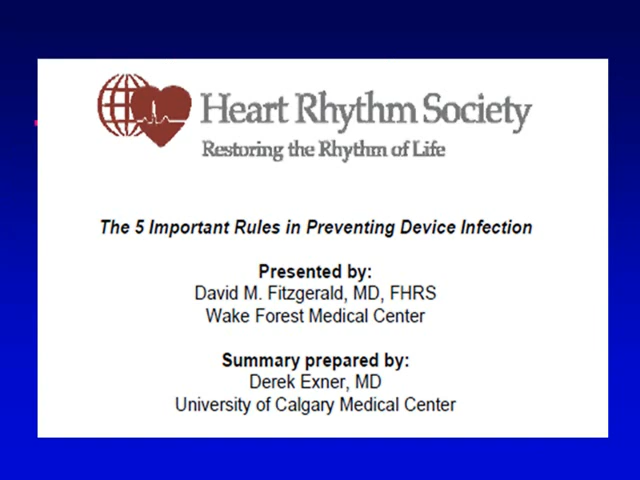 Heart Rhythm Society
Restoring the Rhythm of Life
The 5 Important Rules in Preventing Device Infection
Presented by:
David M. Fitzgerald, MD, FHRS
Wake Forest Medical Center
Summary prepared by:
Derek Exner, MD
University of Calgary Medical Center